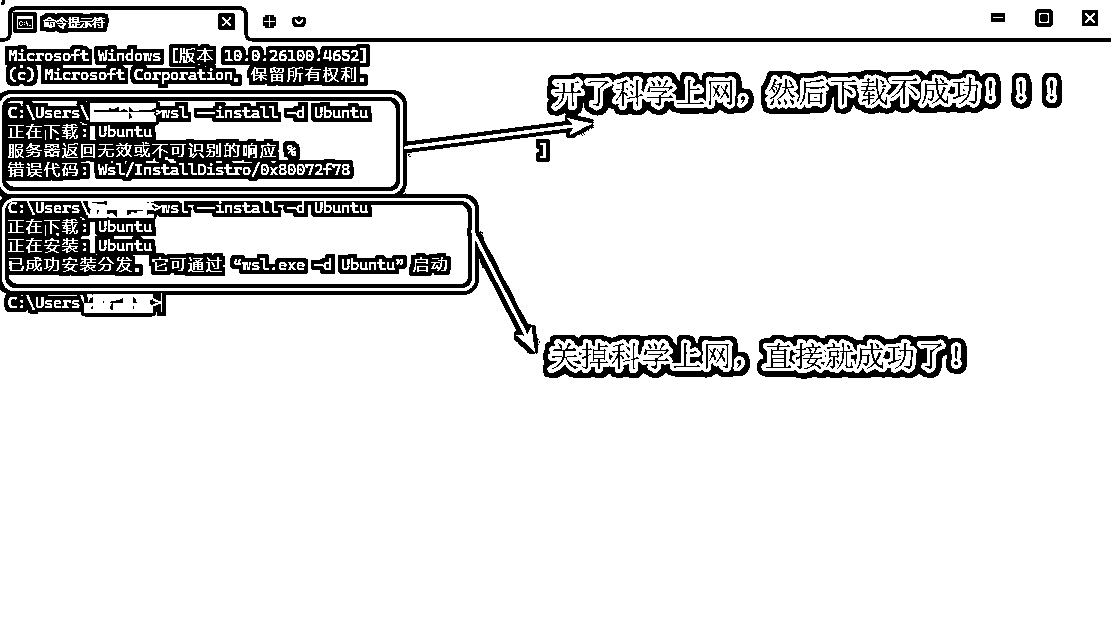 命令提示符
Microsoft Windows [版本 10.0.26100.4652]
(c) Microsoft Corporation。保留所有权利。
C:\Users\ >wsl --install -d Ubuntu
正在下载: Ubuntu
服务器返回无效或不可识别的响应 %
错误代码: Wsl/InstallDistro/0x80072f78
C:\Users\ >wsl --install -d Ubuntu
正在下载: Ubuntu
正在安装: Ubuntu
已成功安装分发。它可通过 “wsl.exe -d Ubuntu” 启动
C:\Users\ >
开了科学上网，然后下载不成功！！！
]
关掉科学上网，直接就成功了！